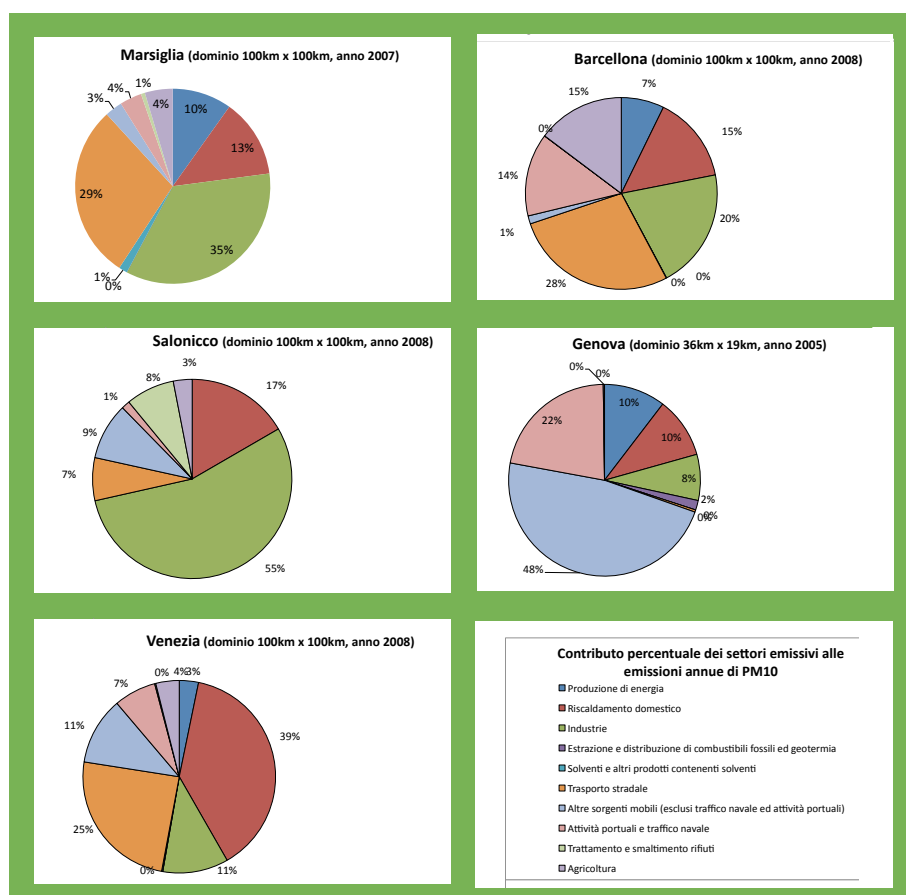 Marsiglia (dominio 100km x 100km, anno 2007)
10%
13%
35%
0%
1%
29%
3%
4%
1%
4%
Barcellona (dominio 100km x 100km, anno 2008)
7%
15%
20%
0%
0%
28%
1%
14%
0%
15%
Salonicco (dominio 100km x 100km, anno 2008)
17%
55%
7%
9%
1%
8%
3%
Genova (dominio 36km x 19km, anno 2005)
10%
10%
8%
2%
0%
0%
48%
22%
0%
0%
Venezia (dominio 100km x 100km, anno 2008)
3%
39%
11%
0%
25%
11%
7%
0%
4%
Contributo percentuale dei settori emissivi alle
emissioni annue di PM10
Produzione di energia
Riscaldamento domestico
Industrie
Estrazione e distribuzione di combustibili fossili ed geotermia
Solventi e altri prodotti contenenti solventi
Trasporto stradale
Altre sorgenti mobili (esclusi traffico navale ed attività portuali)
Attività portuali e traffico navale
Trattamento e smaltimento rifiuti
Agricoltura